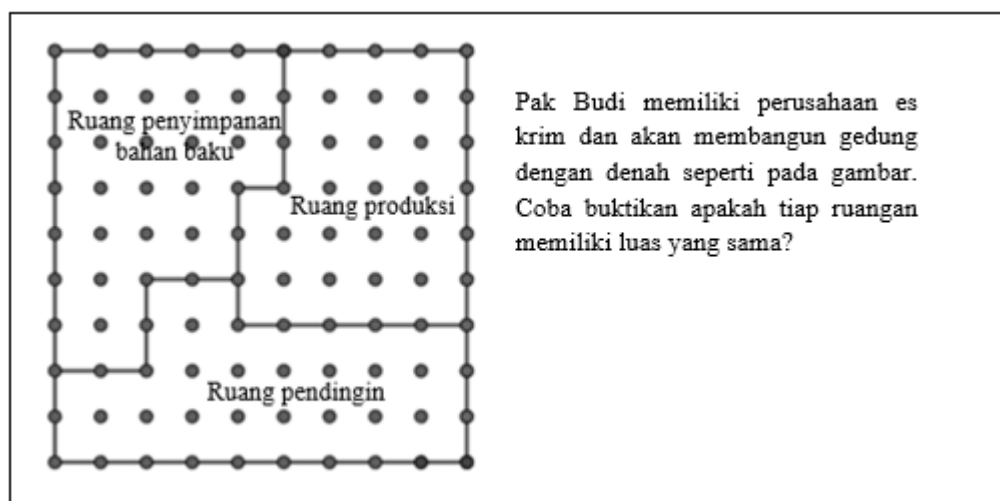 Ruang penyimpanan
bahan baku
Ruang produksi
Ruang pendingin
Pak Budi memiliki perusahaan es
krim dan akan membangun gedung
dengan denah seperti pada gambar.
Coba buktikan apakah tiap ruangan
memiliki luas yang sama?